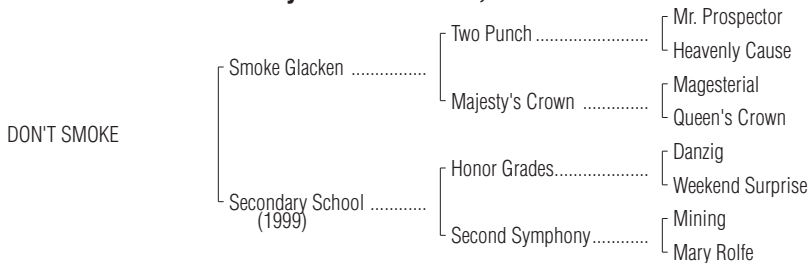 Mr. Prospector
Two Punch ........................
Heavenly Cause
Smoke Glacken ................
Magesterial
Majesty's Crown ..............
Queen's Crown
DON'T SMOKE
Danzig
Honor Grades....................
Weekend Surprise
Secondary School ............
(1999)
Mining
Second Symphony............
Mary Rolfe